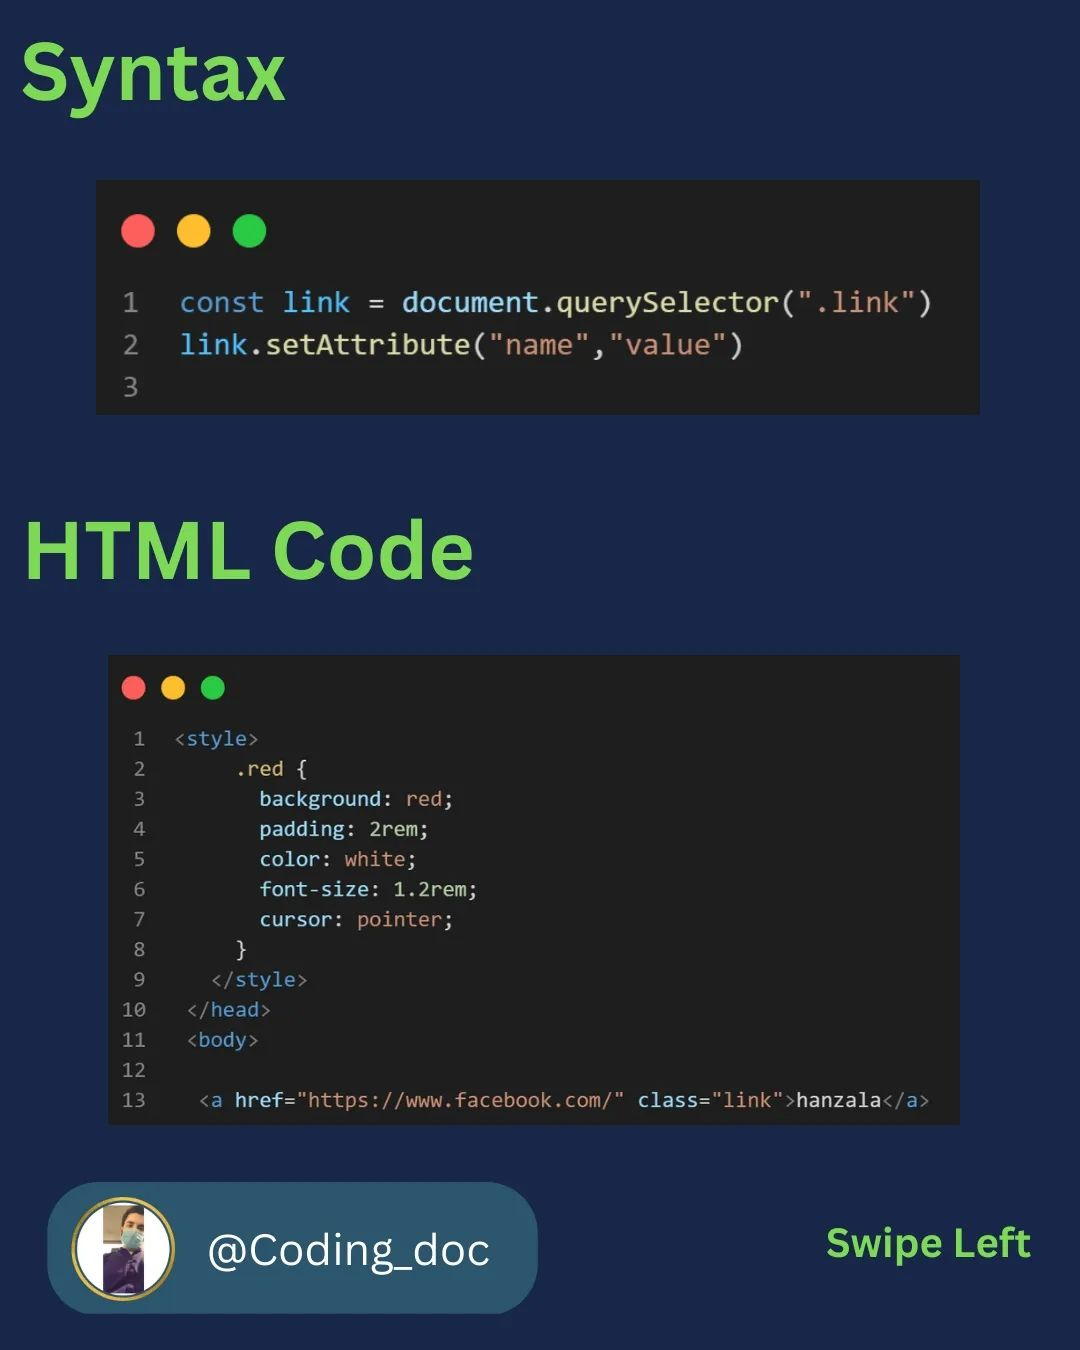 Syntax
1 const link = document.querySelector(".link")
2 link.setAttribute("name","value")
3
HTML Code
1 <style>
2 .red {
3 background: red;
4 padding: 2rem;
5 color: white;
6 font-size: 1.2rem;
7 cursor: pointer;
8 }
9 </style>
10 </head>
11 <body>
12
13 <a href="https://www.facebook.com/" class="link">hanzala</a>
@Coding_doc
Swipe Left